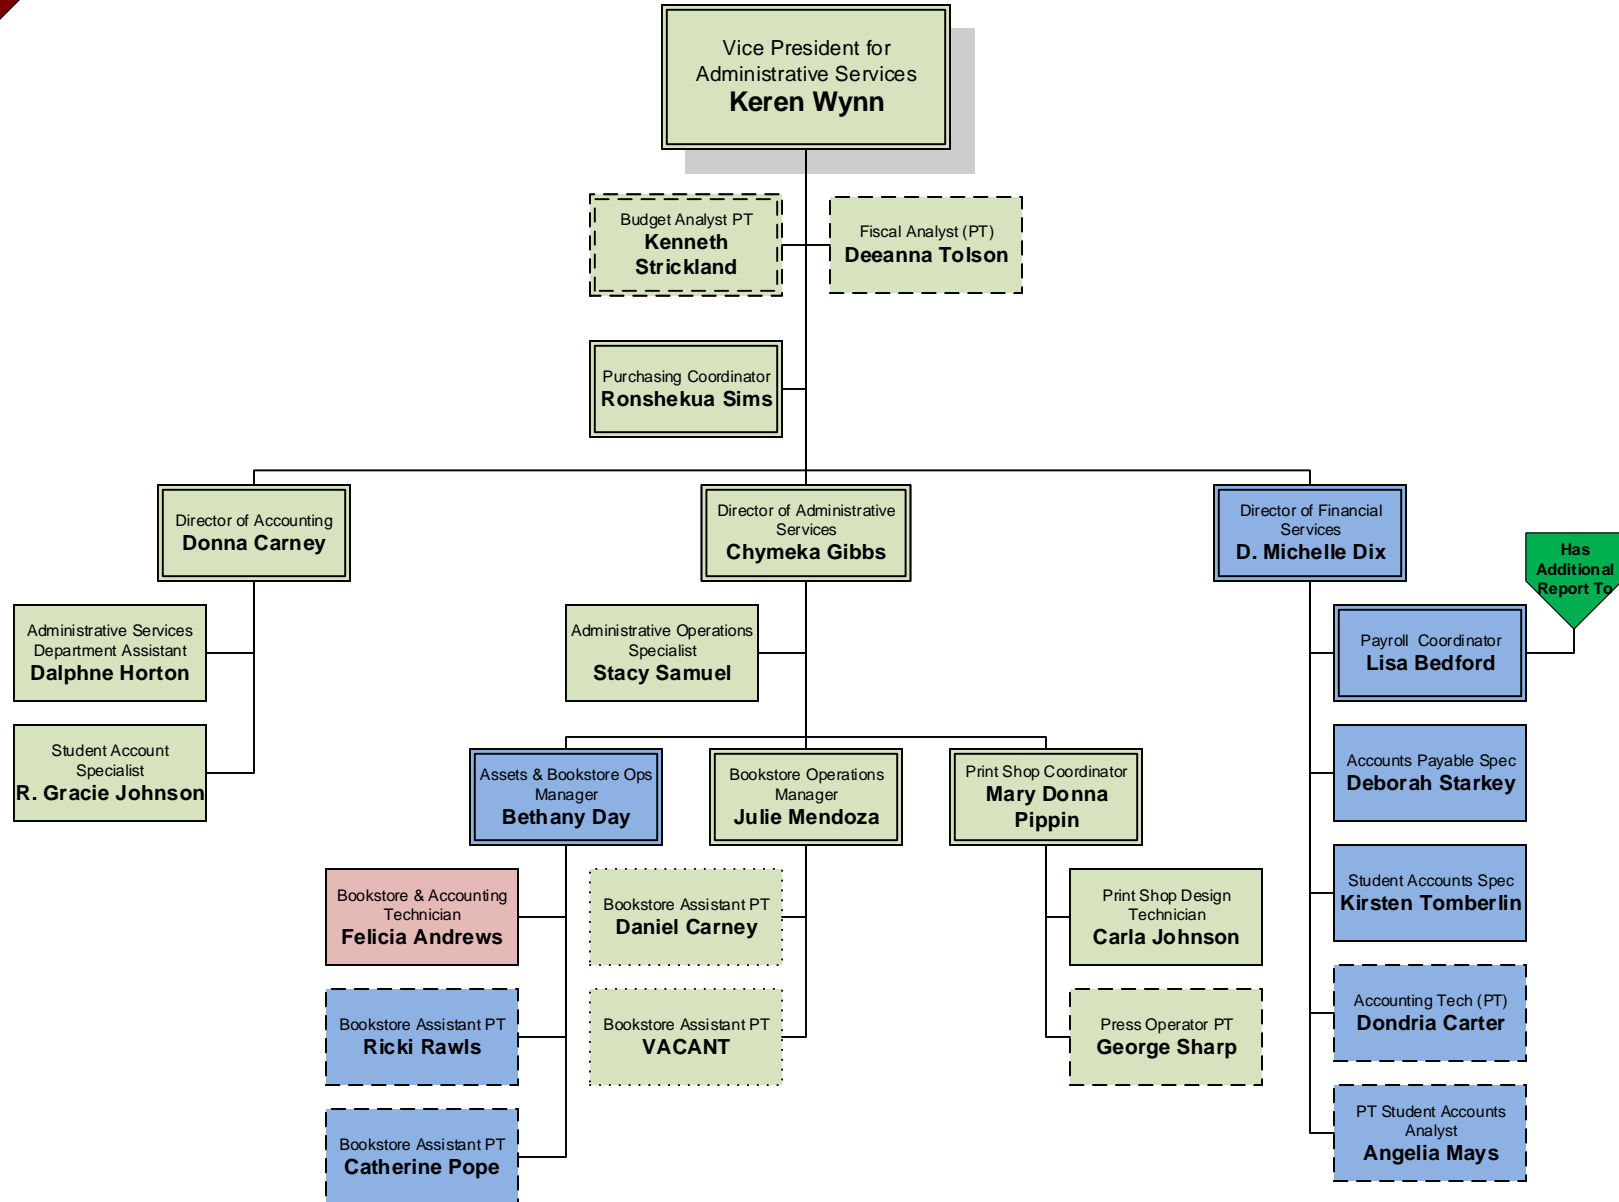 Vice President for
Administrative Services
Keren Wynn
Budget Analyst PT
Kenneth
Strickland
Fiscal Analyst (PT)
Deeanna Tolson
Purchasing Coordinator
Ronshekua Sims
Director of Accounting
Donna Carney
Director of Administrative
Services
Chymeka Gibbs
Director of Financial
Services
D. Michelle Dix
Has
Additional
Report To
Administrative Services
Department Assistant
Dalphne Horton
Administrative Operations
Specialist
Stacy Samuel
Payroll Coordinator
Lisa Bedford
Student Account
Specialist
R. Gracie Johnson
Assets & Bookstore Ops
Manager
Bethany Day
Bookstore Operations
Manager
Julie Mendoza
Print Shop Coordinator
Mary Donna
Pippin
Accounts Payable Spec
Deborah Starkey
Bookstore & Accounting
Technician
Felicia Andrews
Bookstore Assistant PT
Daniel Carney
Print Shop Design
Technician
Carla Johnson
Student Accounts Spec
Kirsten Tomberlin
Bookstore Assistant PT
Ricki Rawls
Bookstore Assistant PT
VACANT
Press Operator PT
George Sharp
Accounting Tech (PT)
Dondria Carter
Bookstore Assistant PT
Catherine Pope
PT Student Accounts
Analyst
Angelia Mays